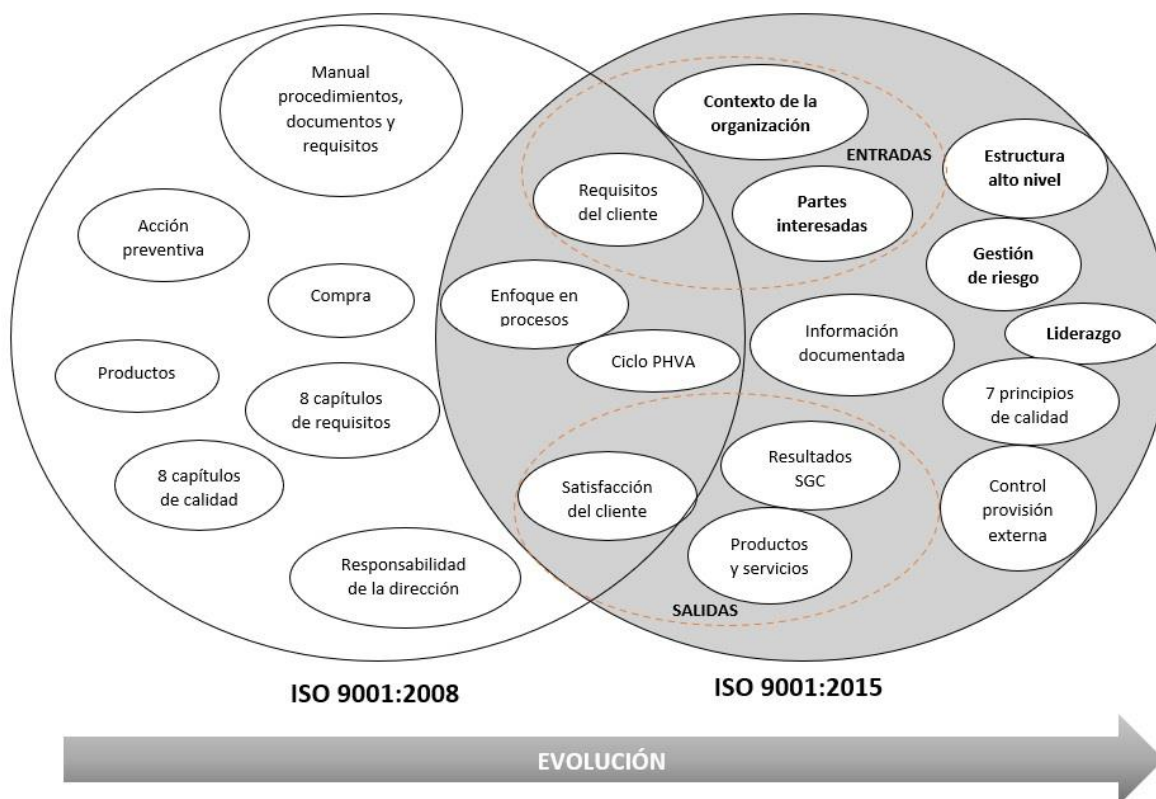 Manual
procedimientos,
documentos y
requisitos
Acción
preventiva
Compra
Productos
8 capítulos
de requisitos
8 capítulos
de calidad
Responsabilidad
de la dirección
Requisitos
del cliente
Enfoque en
procesos
Ciclo PHVA
Satisfacción
del cliente
Contexto de la
organización
ENTRADAS
Partes
interesadas
Estructura
alto nivel
Gestión
de riesgo
Liderazgo
Información
documentada
7 principios
de calidad
Resultados
SGC
Control
provisión
externa
Productos
y servicios
SALIDAS
ISO 9001:2008
ISO 9001:2015
EVOLUCIÓN